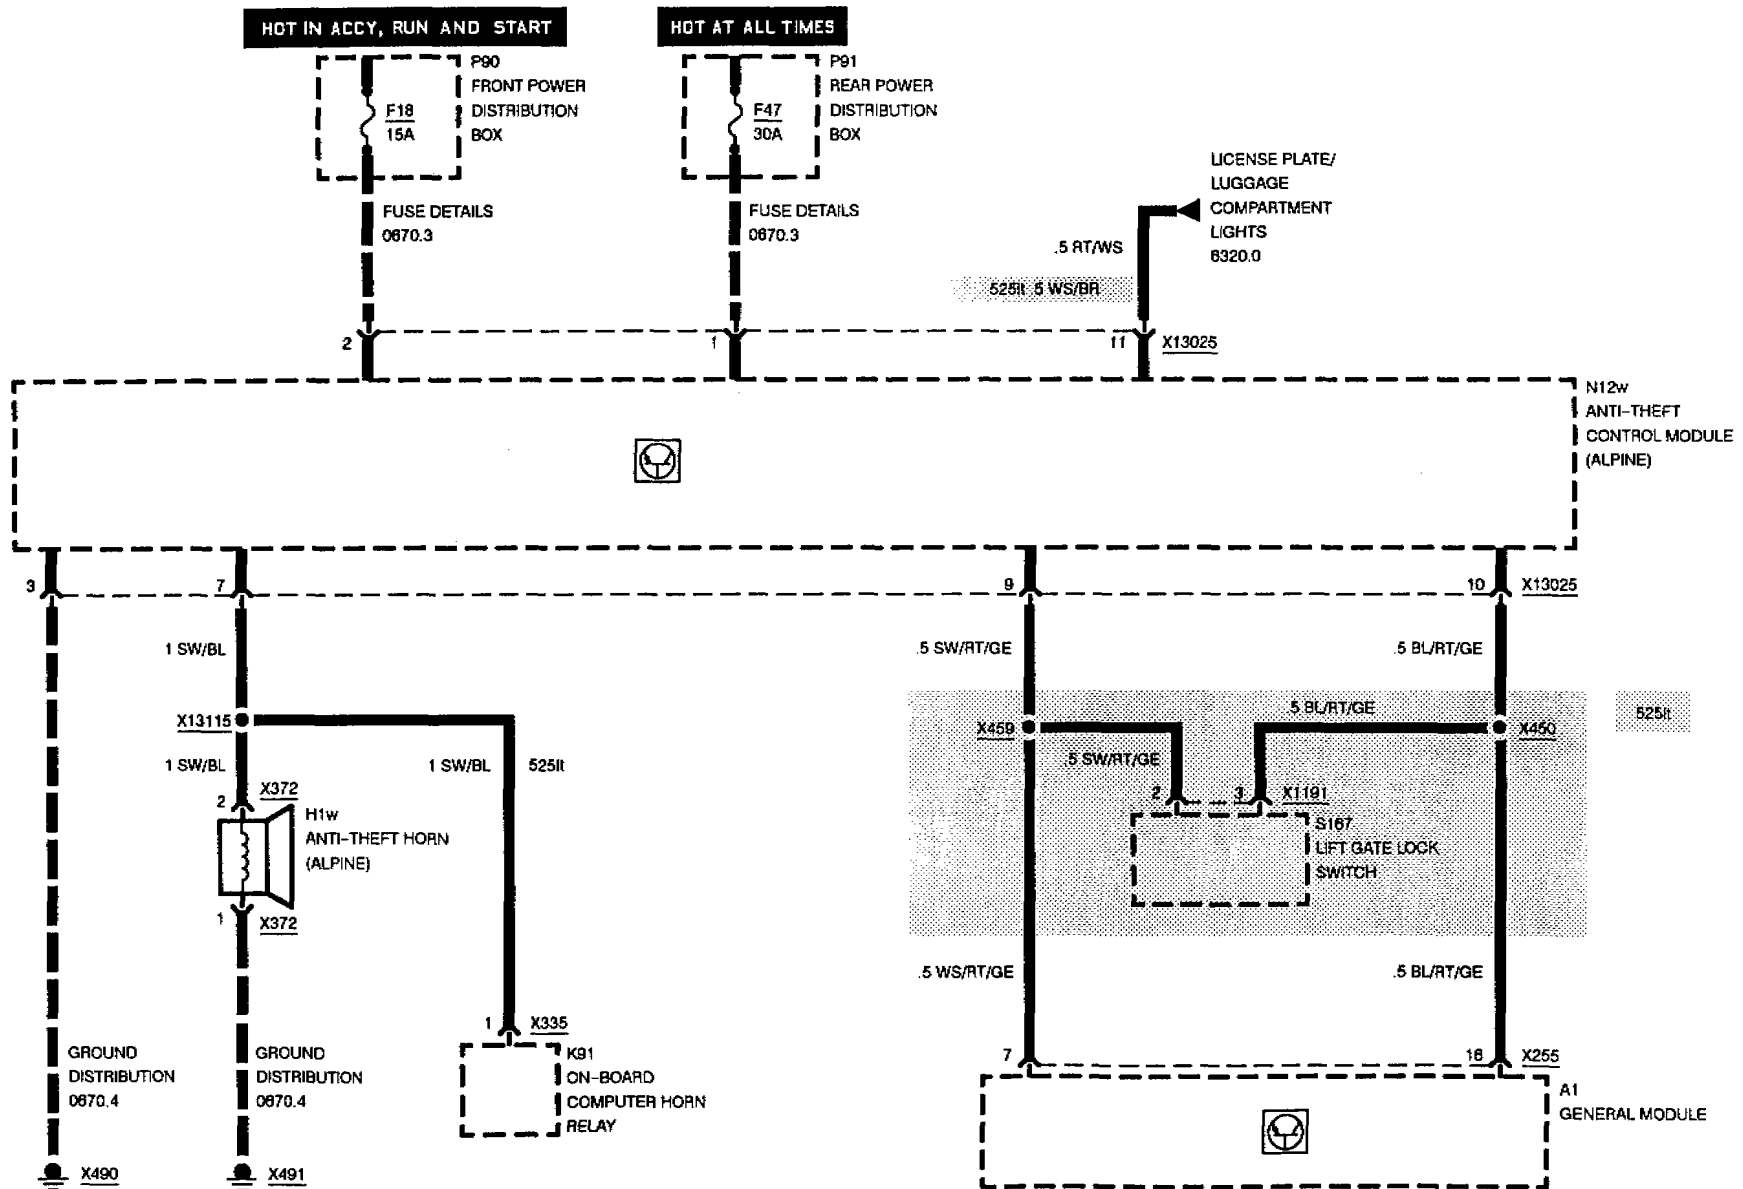 HOT IN ACCY, RUN AND START
HOT AT ALL TIMES
P90
FRONT POWER
DISTRIBUTION
BOX
F18
15A
P91
REAR POWER
DISTRIBUTION
BOX
F47
30A
FUSE DETAILS
0670.3
FUSE DETAILS
0670.3
LICENSE PLATE/
LUGGAGE
COMPARTMENT
LIGHTS
6320.0
.5 RT/WS
525it .5 WS/BR
2
1
11
X13025
N12w
ANTI-THEFT
CONTROL MODULE
(ALPINE)
3
7
9
10
X13025
1 SW/BL
.5 SW/RT/GE
.5 BL/RT/GE
X13115
1 SW/BL
1 SW/BL
525it
X459
.5 SW/RT/GE
.5 BL/RT/GE
X450
525it
2
X372
H1w
ANTI-THEFT HORN
(ALPINE)
1
X372
2
3
X1191
S167
LIFT GATE LOCK
SWITCH
.5 WS/RT/GE
.5 BL/RT/GE
1
X335
K91
ON-BOARD
COMPUTER HORN
RELAY
GROUND
DISTRIBUTION
0670.4
GROUND
DISTRIBUTION
0670.4
7
18
X255
A1
GENERAL MODULE
X490
X491